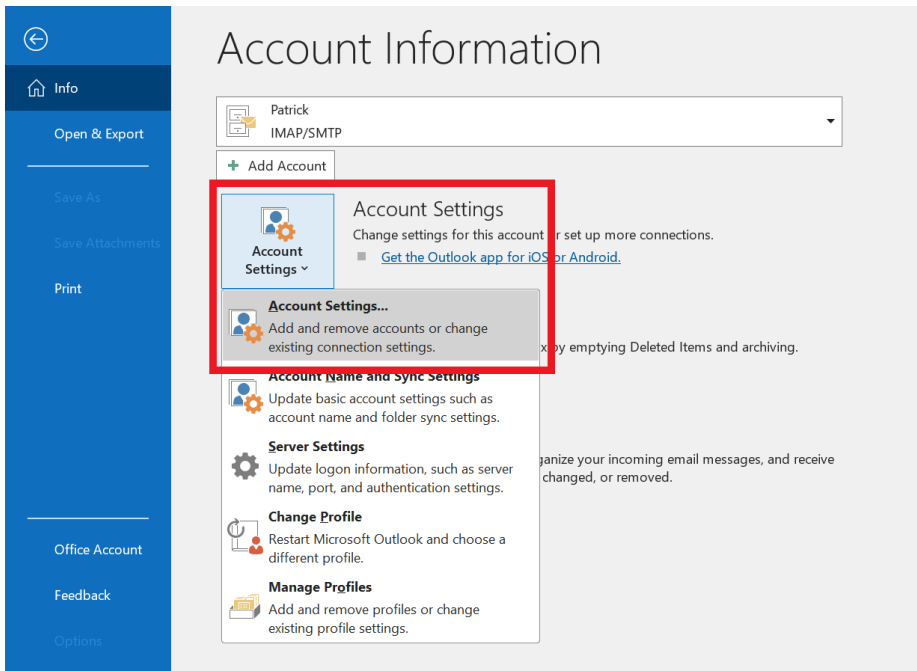 Account Information
Info
Open & Export
Save As
Save Attachments
Print
Office Account
Feedback
Options
Patrick
IMAP/SMTP
Add Account
Account
Settings
Account Settings
Change settings for this account or set up more connections.
Get the Outlook app for iOS or Android.
Account Settings...
Add and remove accounts or change
existing connection settings.
x by emptying Deleted Items and archiving.
Account Name and Sync Settings
Update basic account settings such as
account name and folder sync settings.
Server Settings
Update logon information, such as server
name, port, and authentication settings.
ganize your incoming email messages, and receive
changed, or removed.
Change Profile
Restart Microsoft Outlook and choose a
different profile.
Manage Profiles
Add and remove profiles or change
existing profile settings.